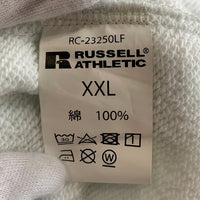 RC-23250LF
RUSSELL
ATHLETIC
XXL
綿 100%